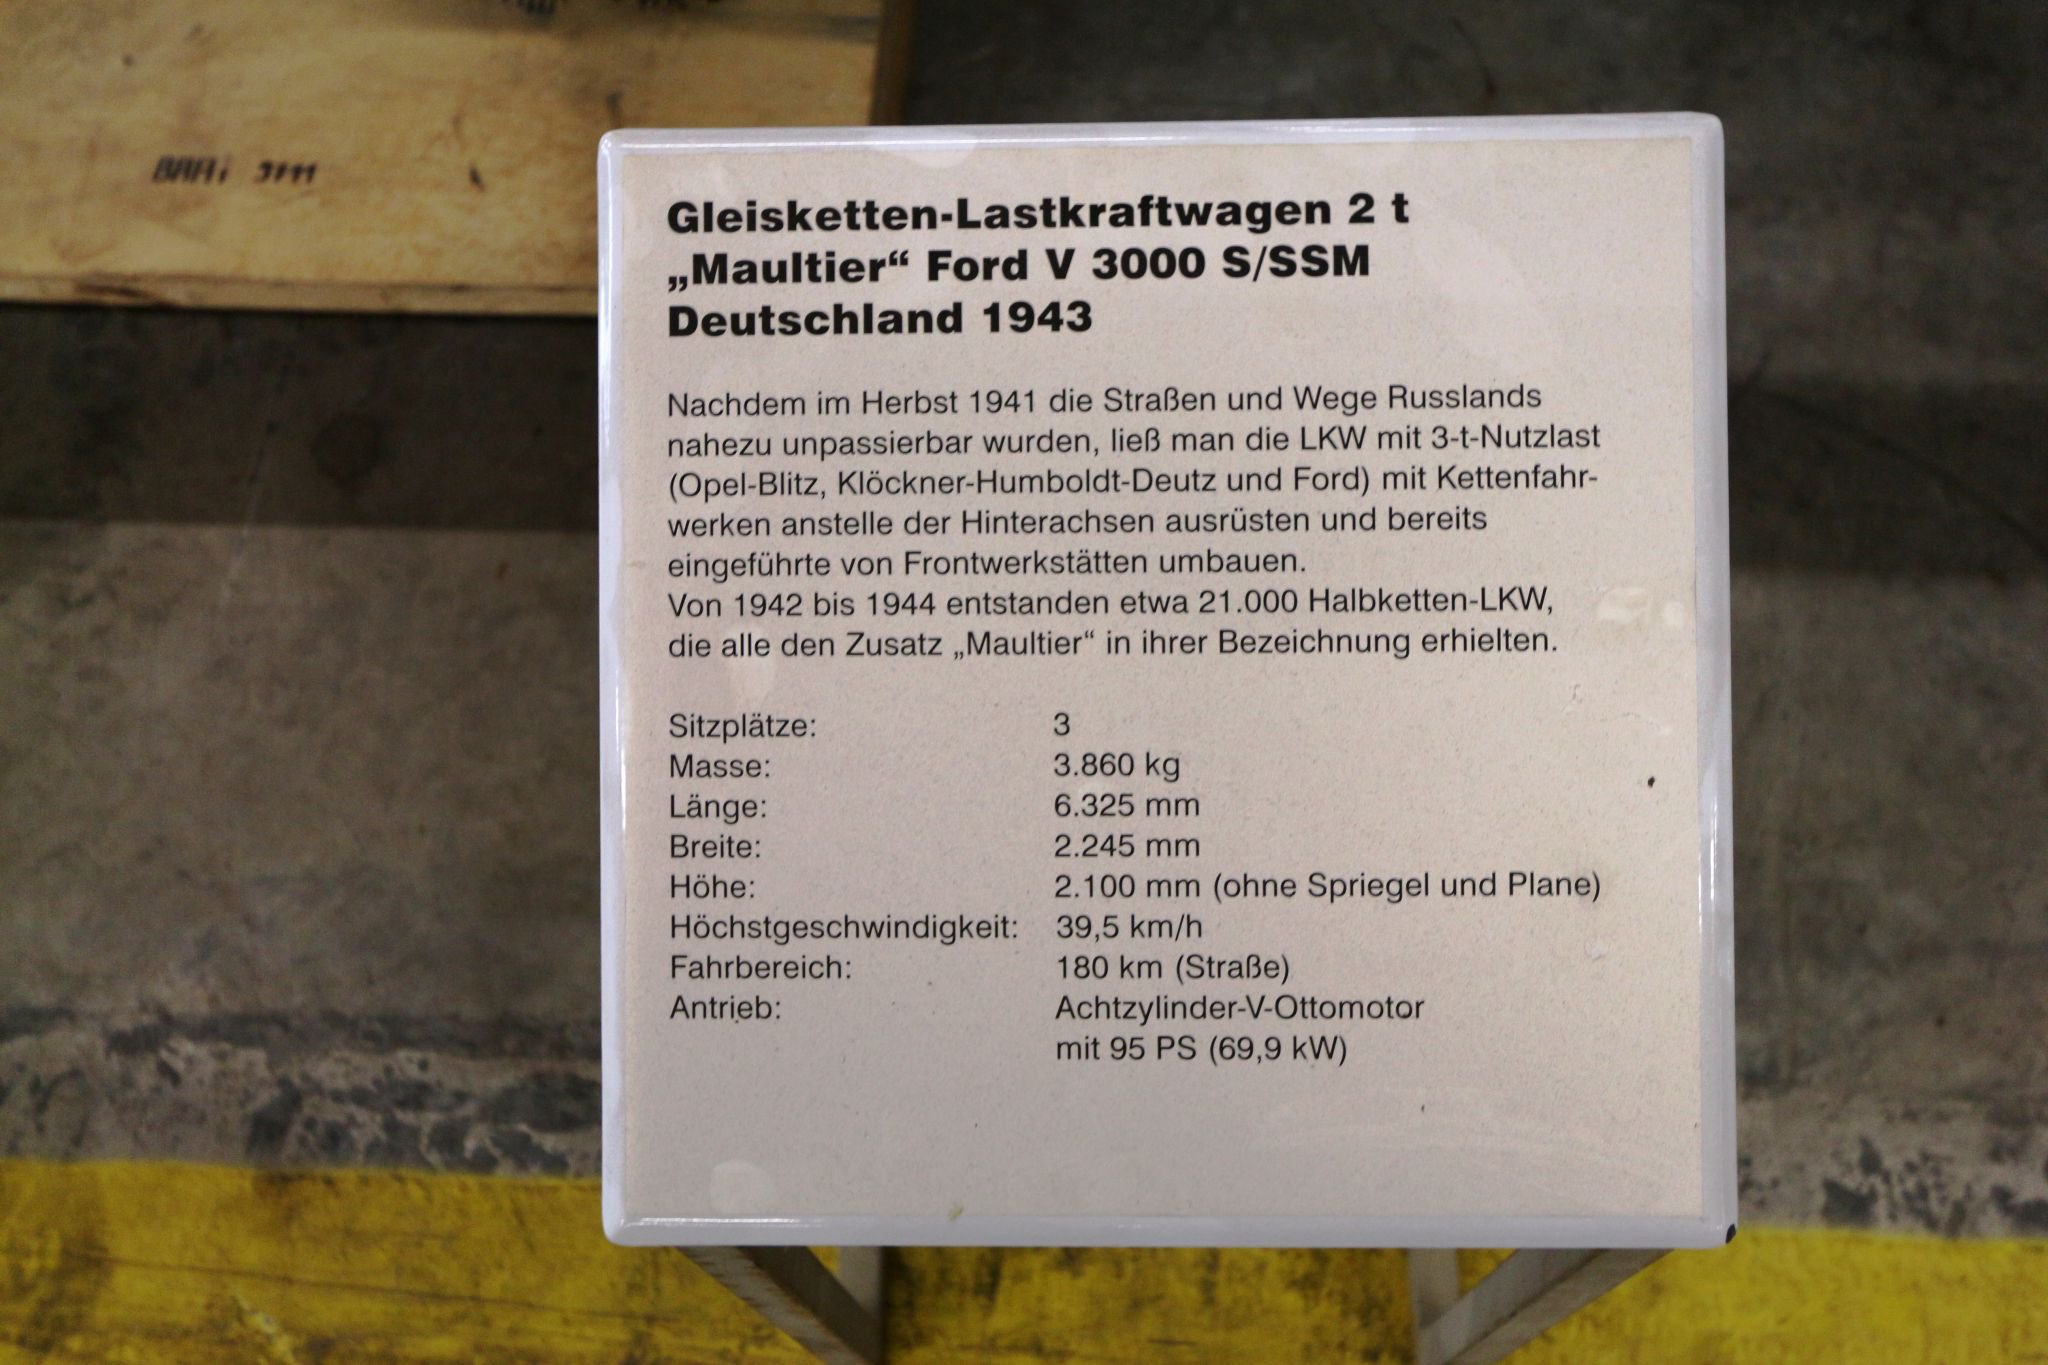 Gleisketten-Lastkraftwagen 2 t
„Maultier“ Ford V 3000 S/SSM
Deutschland 1943
Nachdem im Herbst 1941 die Straßen und Wege Russlands
nahezu unpassierbar wurden, ließ man die LKW mit 3-t-Nutzlast
(Opel-Blitz, Klöckner-Humboldt-Deutz und Ford) mit Kettenfahr-
werken anstelle der Hinterachsen ausrüsten und bereits
eingeführte von Frontwerkstätten umbauen.
Von 1942 bis 1944 entstanden etwa 21.000 Halbketten-LKW,
die alle den Zusatz „Maultier“ in ihrer Bezeichnung erhielten.
Sitzplätze: 3
Masse: 3.860 kg
Länge: 6.325 mm
Breite: 2.245 mm
Höhe: 2.100 mm (ohne Spriegel und Plane)
Höchstgeschwindigkeit: 39,5 km/h
Fahrbereich: 180 km (Straße)
Antrieb: Achtzylinder-V-Ottomotor
mit 95 PS (69,9 kW)